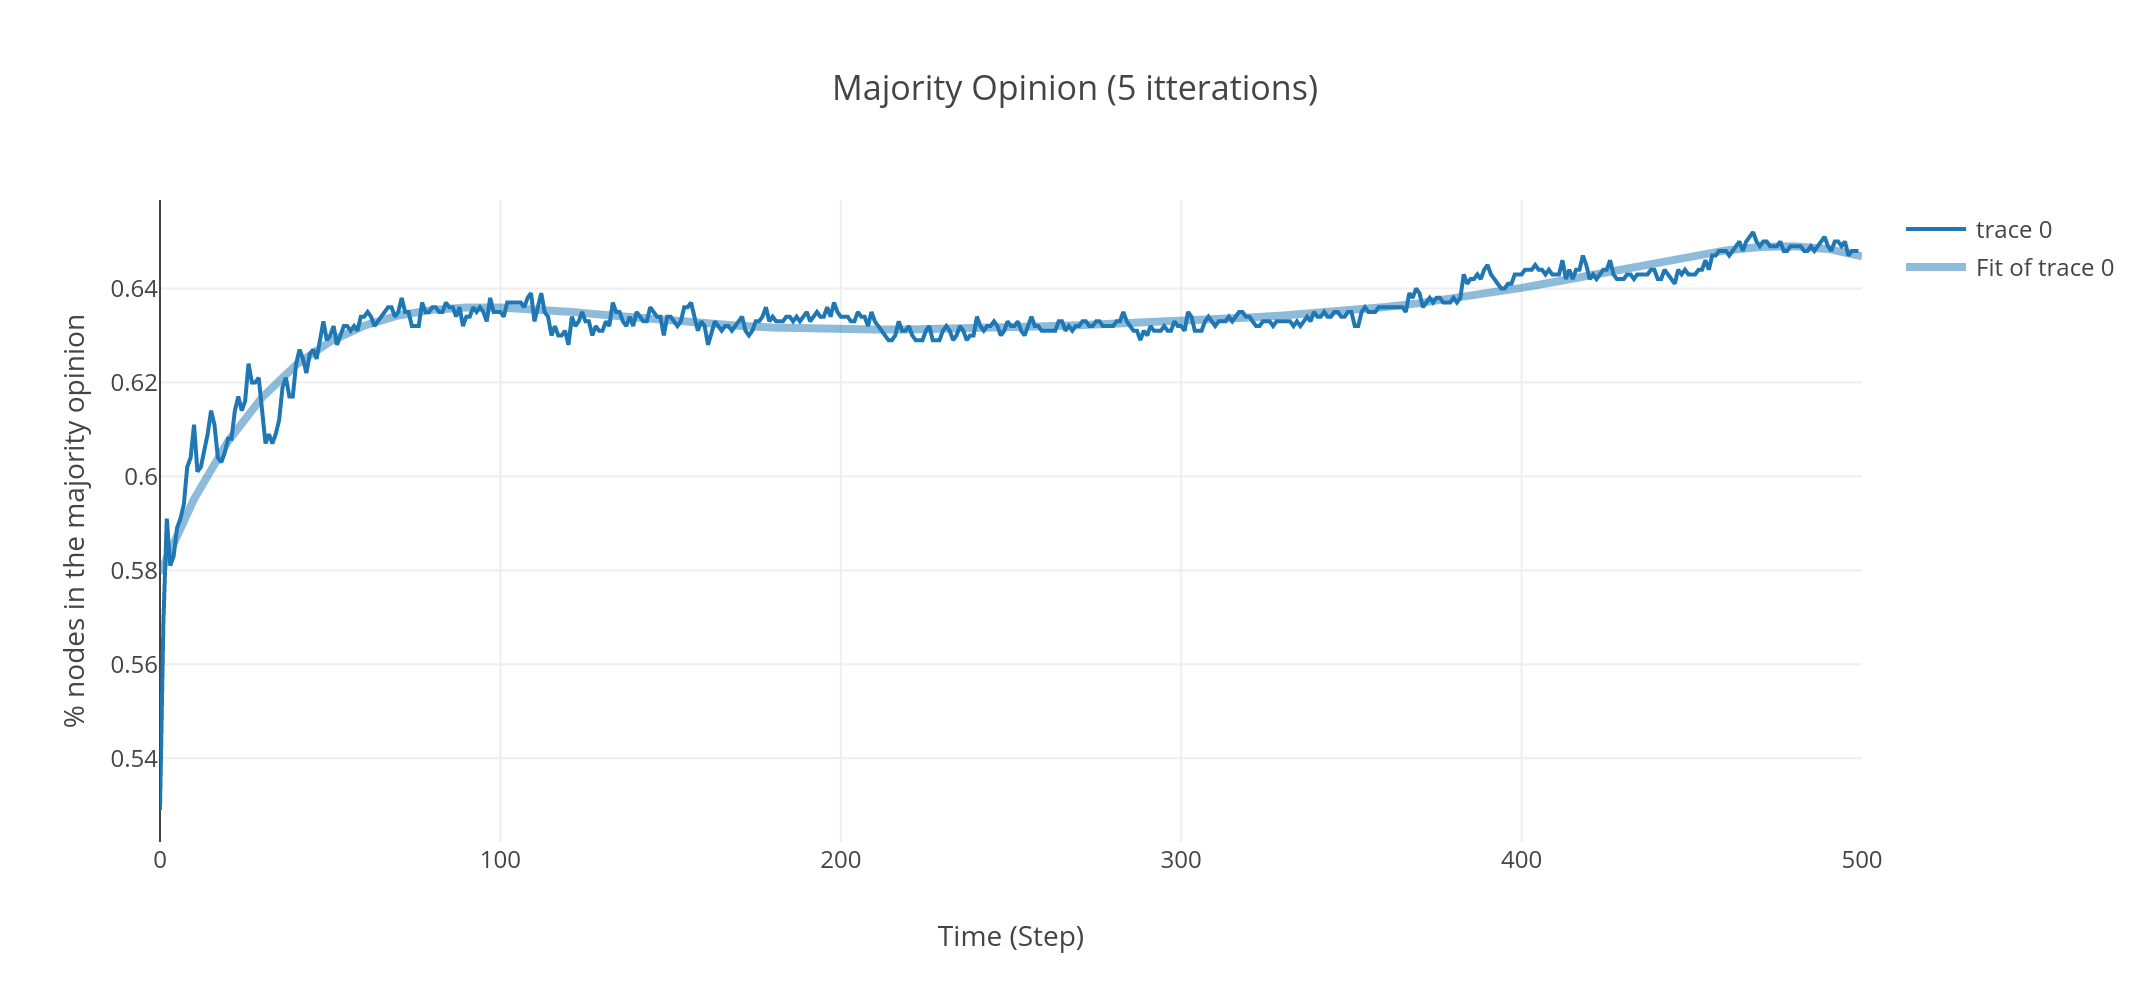 Majority Opinion (5 itterations)
trace 0
Fit of trace 0
% nodes in the majority opinion
0.64
0.62
0.6
0.58
0.56
0.54
0
100
200
300
400
500
Time (Step)